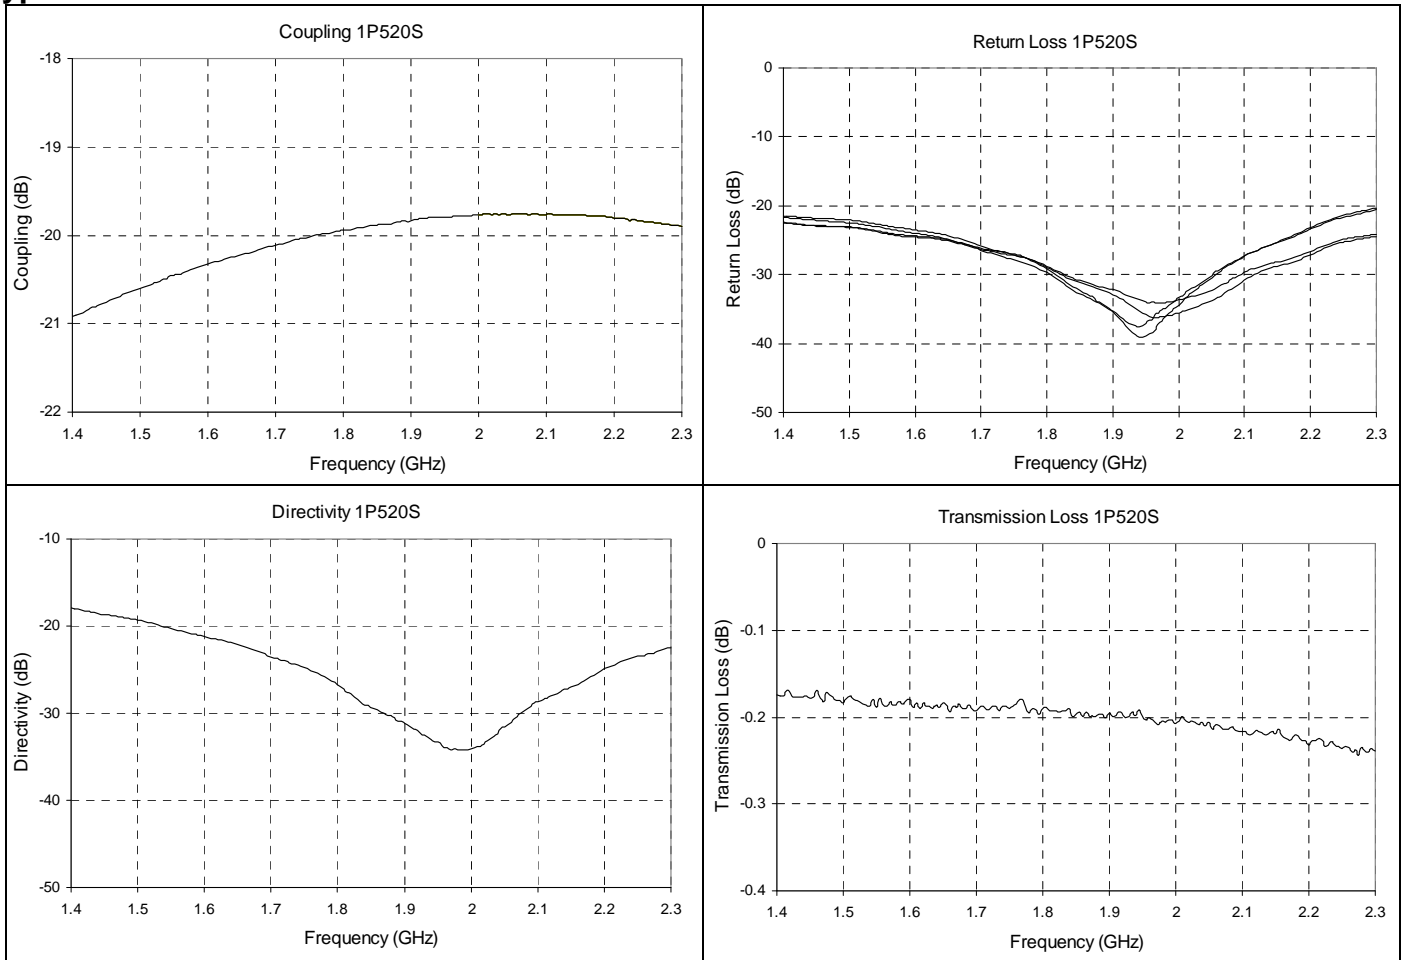 Coupling 1P520S
-18
-19
-20
-21
-22
Coupling (dB)
1.4 1.5 1.6 1.7 1.8 1.9 2 2.1 2.2 2.3
Frequency (GHz)
Return Loss 1P520S
0
-10
-20
-30
-40
-50
Return Loss (dB)
1.4 1.5 1.6 1.7 1.8 1.9 2 2.1 2.2 2.3
Frequency (GHz)
Directivity 1P520S
-10
-20
-30
-40
-50
Directivity (dB)
1.4 1.5 1.6 1.7 1.8 1.9 2 2.1 2.2 2.3
Frequency (GHz)
Transmission Loss 1P520S
0
-0.1
-0.2
-0.3
-0.4
Transmission Loss (dB)
1.4 1.5 1.6 1.7 1.8 1.9 2 2.1 2.2 2.3
Frequency (GHz)